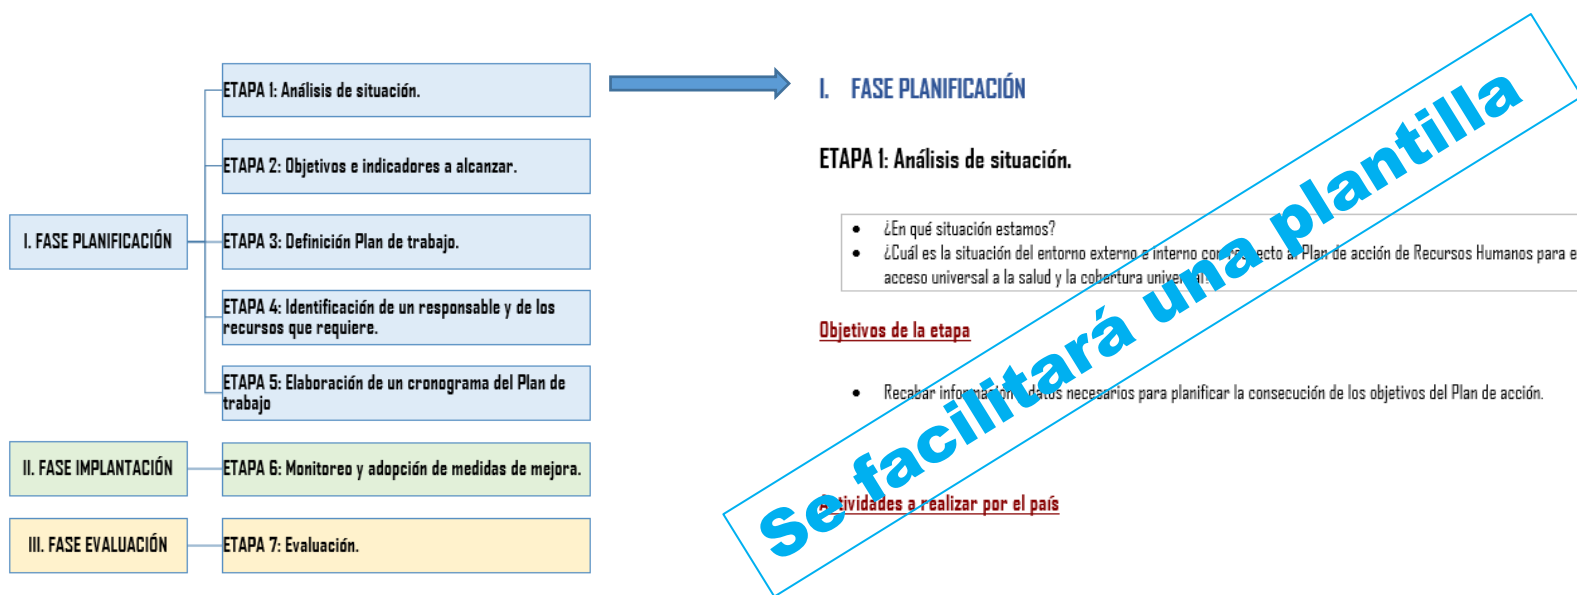 I. FASE PLANIFICACIÓN
ETAPA 1: Análisis de situación.
ETAPA 2: Objetivos e indicadores a alcanzar.
ETAPA 3: Definición Plan de trabajo.
ETAPA 4: Identificación de un responsable y de los
recursos que requiere.
ETAPA 5: Elaboración de un cronograma del Plan de
trabajo
II. FASE IMPLANTACIÓN
ETAPA 6: Monitoreo y adopción de medidas de mejora.
III. FASE EVALUACIÓN
ETAPA 7: Evaluación.
I. FASE PLANIFICACIÓN
ETAPA 1: Análisis de situación.
• ¿En qué situación estamos?
• ¿Cuál es la situación del entorno externo e interno con respecto al Plan de acción de Recursos Humanos para e
acceso universal a la salud y la cobertura universal?
Objetivos de la etapa
• Recabar información datos necesarios para planificar la consecución de los objetivos del Plan de acción.
Actividades a realizar por el país
Se facilitará una plantilla